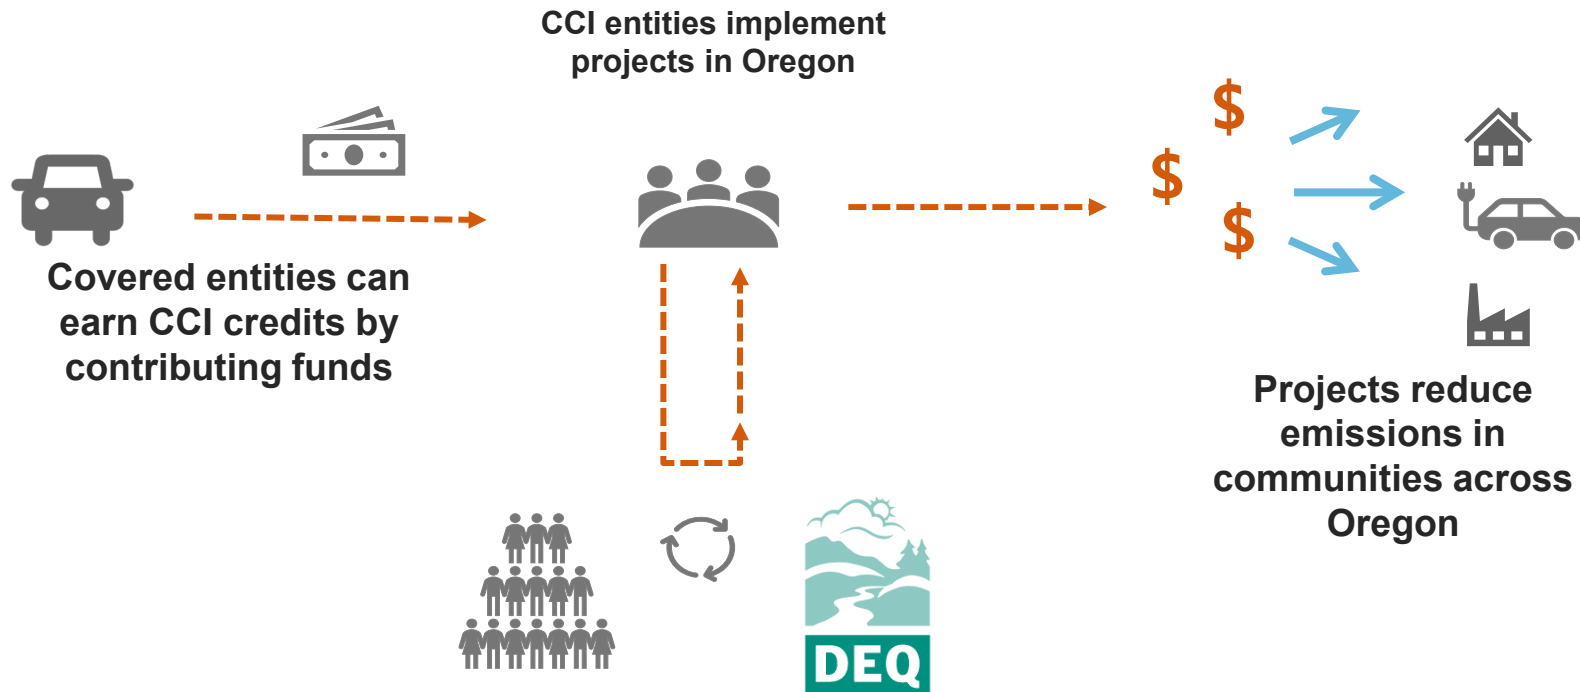 CCI entities implement
projects in Oregon
$
$
$
Covered entities can
earn CCI credits by
contributing funds
Projects reduce
emissions in
communities across
Oregon
DEQ